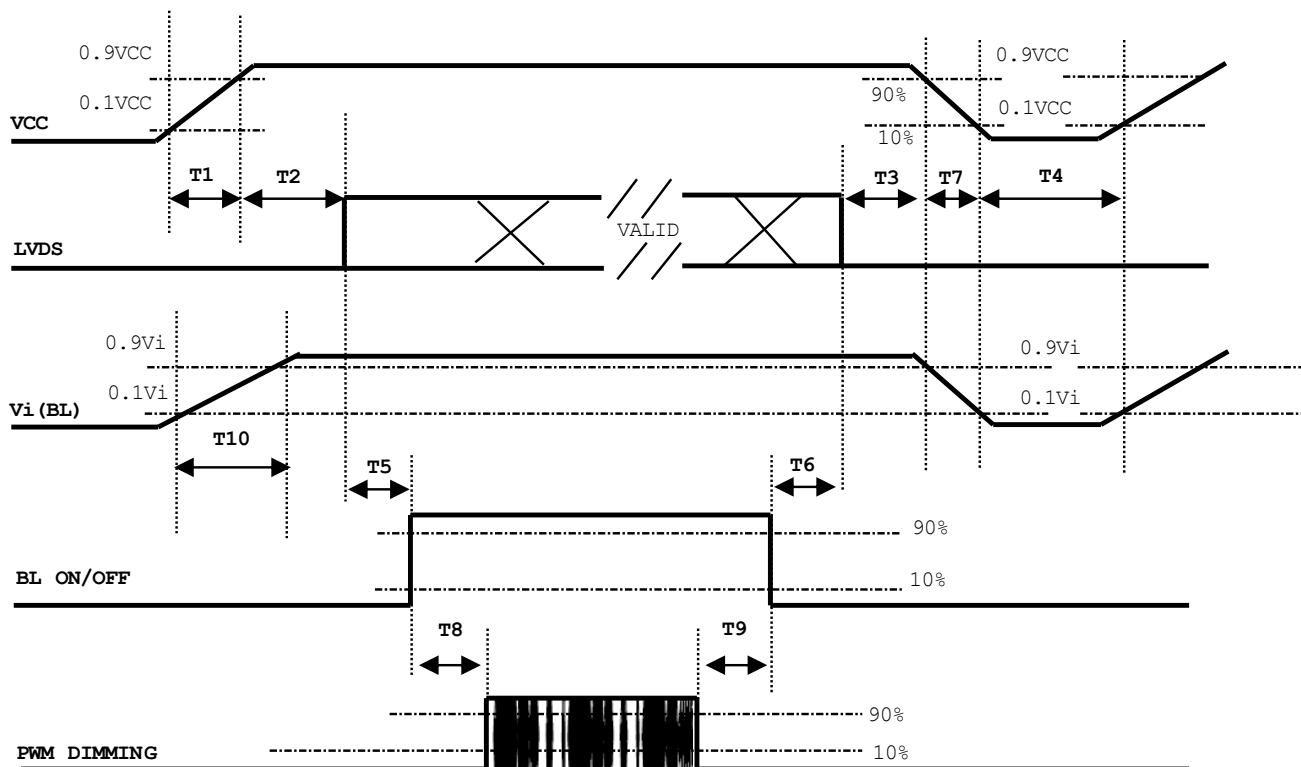 0.9VCC
0.9VCC
90%
0.1VCC
0.1VCC
VCC
10%
T1
T2
T3
T7
T4
VALID
LVDS
0.9Vi
0.9Vi
0.1Vi
0.1Vi
Vi(BL)
T10
T5
T6
90%
BL ON/OFF
10%
T8
T9
90%
PWM DIMMING
10%